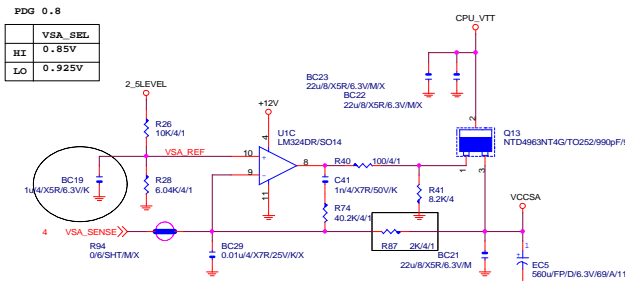 PDG 0.8
VSA_SEL
HI 0.85V
LO 0.925V
CPU_VTT
2_5LEVEL
BC23
22u/8/X5R/6.3V/M/X
BC22
22u/8/X5R/6.3V/M/X
+12V
R26
10K/4/1
U1C
LM324DR/SO14
Q13
NTD4963NT4G/TO252/990pF/
2
4
VSA_REF
10
+
8
R40 100/4/1
1
3
BC19
1u/4/X5R/6.3V/K
9
-
R28
6.04K/4/1
11
C41
1n/4/X7R/50V/K
R41
8.2K/4
VCCSA
R74
40.2K/4/1
4 VSA_SENSE
R94
0/6/SHT/M/X
BC29
0.01u/4/X7R/25V/K/X
R87 2K/4/1
BC21
22u/8/X5R/6.3V/M
1
+
EC5
560u/FP/D/6.3V/69/A/11